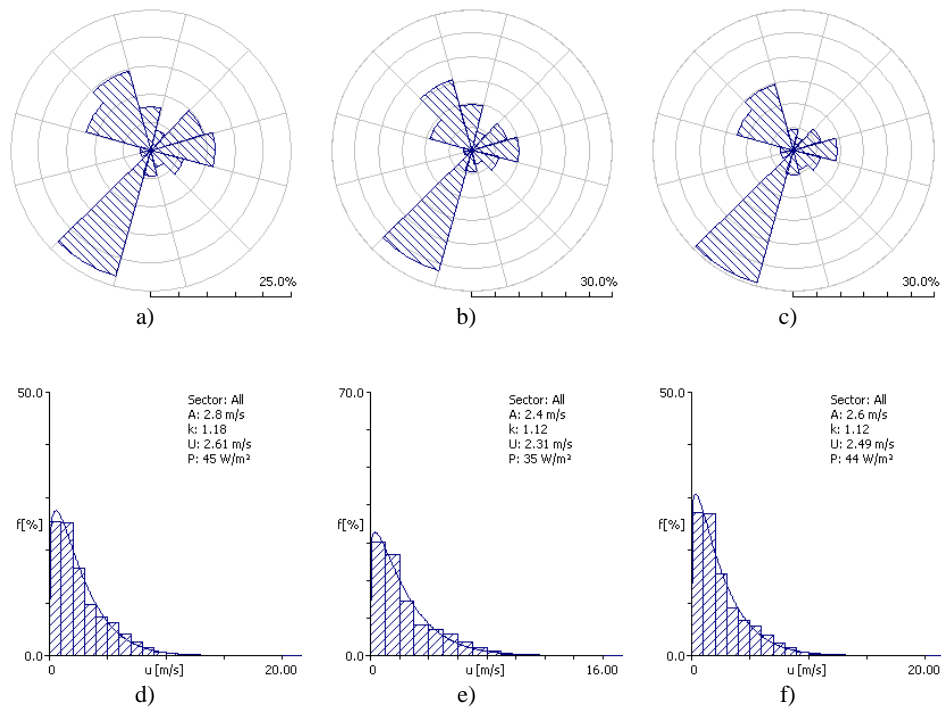 25.0%
30.0%
30.0%
a)
b)
c)
50.0
Sector: All
A: 2.8 m/s
k: 1.18
U: 2.61 m/s
P: 45 W/m²
f[%]
0.0
0
u [m/s]
20.00
d)
70.0
Sector: All
A: 2.4 m/s
k: 1.12
U: 2.31 m/s
P: 35 W/m²
f[%]
0.0
0
u [m/s]
16.00
e)
50.0
Sector: All
A: 2.6 m/s
k: 1.12
U: 2.49 m/s
P: 44 W/m²
f[%]
0.0
0
u [m/s]
20.00
f)